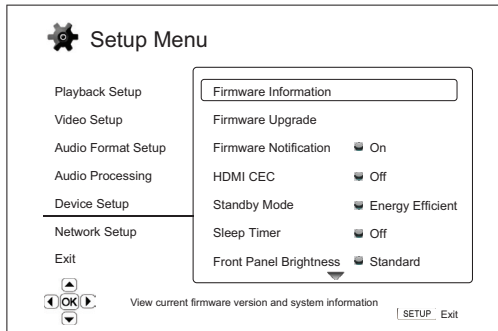 Setup Menu
Playback Setup
Video Setup
Audio Format Setup
Audio Processing
Device Setup
Network Setup
Exit
Firmware Information
Firmware Upgrade
Firmware Notification On
HDMI CEC Off
Standby Mode Energy Efficient
Sleep Timer Off
Front Panel Brightness Standard
OK
View current firmware version and system information
SETUP Exit